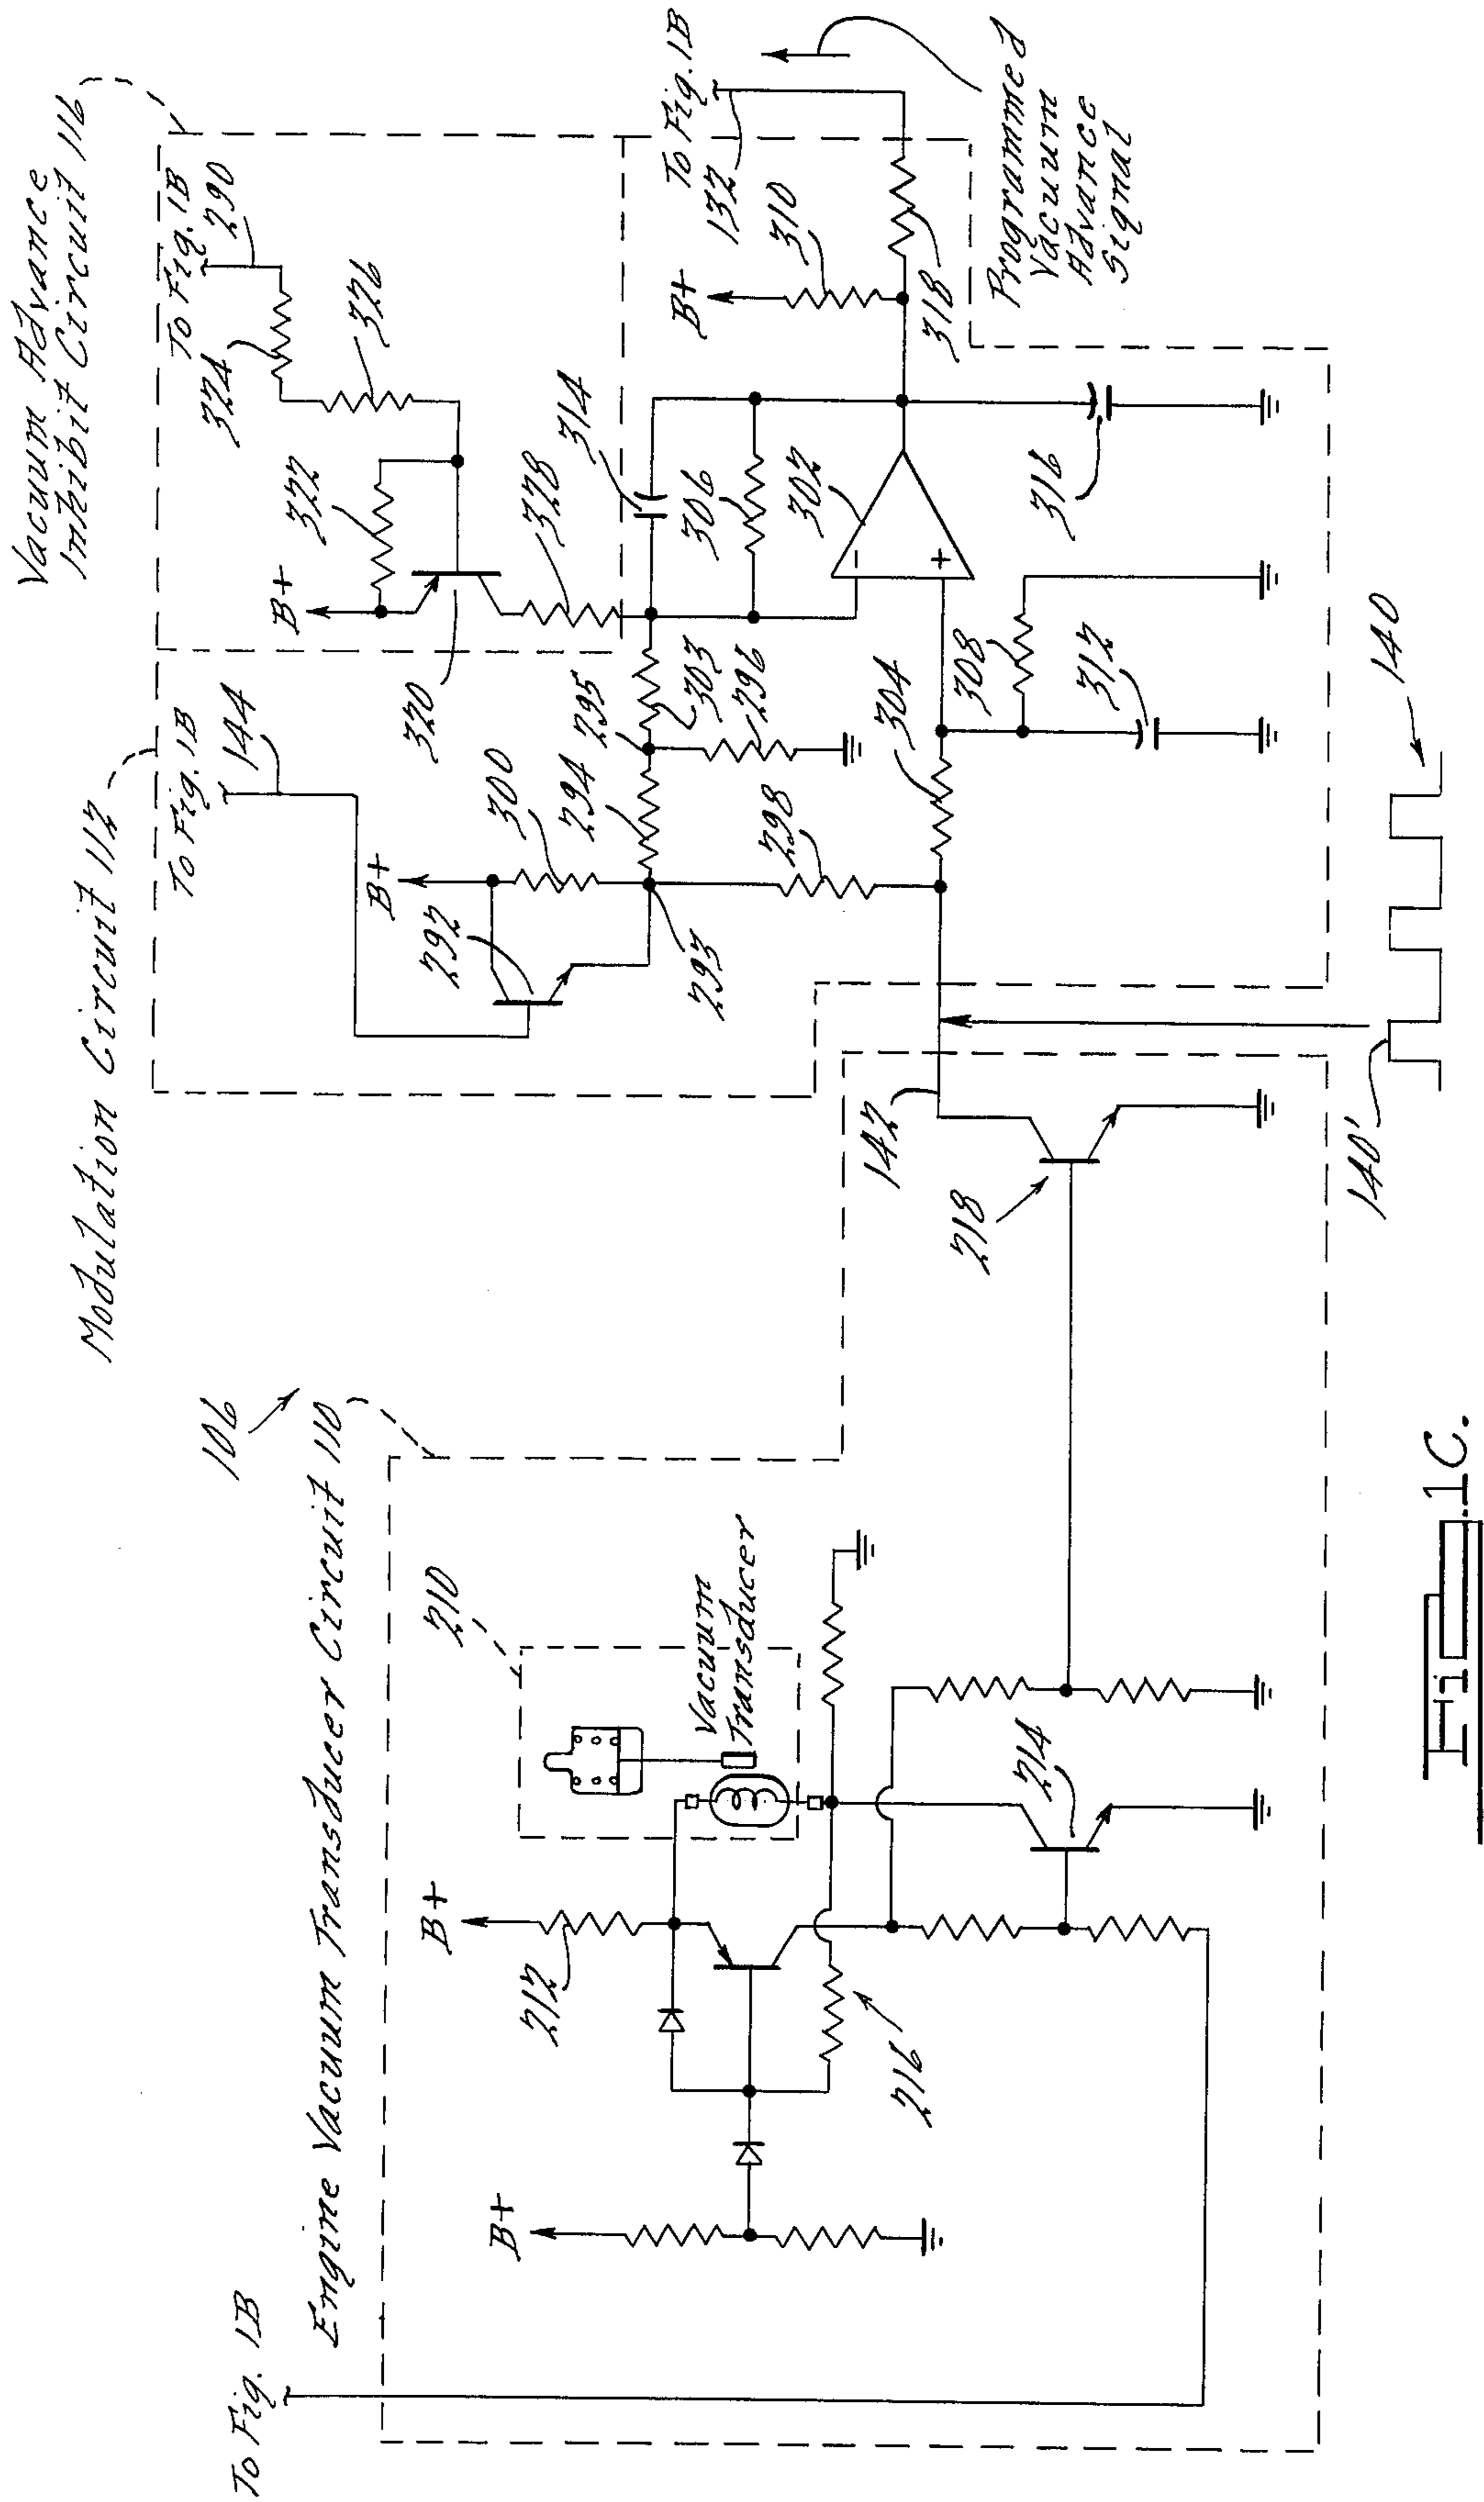 Vacuum Advance
Inhibit Circuit 116
Modulation Circuit 112
To Fig. 1B
144
To Fig. 1B
290
324
326
322
B+
320
328
314
B+
300
292
293
294
295
303
296
298
306
302
304
308
312
316
B+
310
318
To Fig. 1B
132
Programmed
Vacuum
Advance
Signal
106
Engine Vacuum Transducer Circuit 110
To Fig. 1B
210
Vacuum
Transducer
B+
212
B+
216
214
218
142
140'
140
-
+
Fig. 1C.